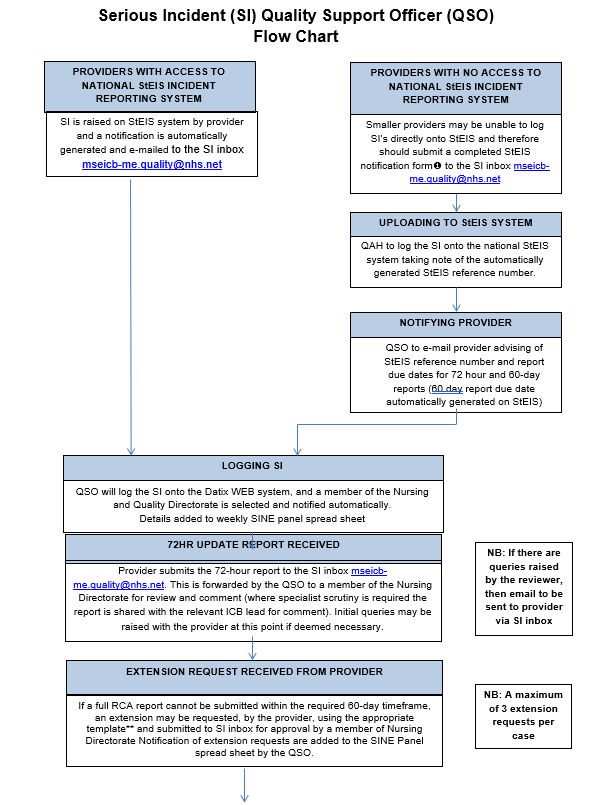 Serious Incident (SI) Quality Support Officer (QSO)
Flow Chart
PROVIDERS WITH ACCESS TO
NATIONAL StEIS INCIDENT
REPORTING SYSTEM
SI is raised on StEIS system by provider
and a notification is automatically
generated and e-mailed to the SI inbox
mseicb-me.quality@nhs.net
PROVIDERS WITH NO ACCESS TO
NATIONAL StEIS INCIDENT
REPORTING SYSTEM
Smaller providers may be unable to log
SI's directly onto StEIS and therefore
should submit a completed StEIS
notification form❶ to the SI inbox mseicb-
me.quality@nhs.net
UPLOADING TO StEIS SYSTEM
QAH to log the SI onto the national StEIS
system taking note of the automatically
generated StEIS reference number.
NOTIFYING PROVIDER
QSO to e-mail provider advising of
StEIS reference number and report
due dates for 72 hour and 60-day
reports (60 day report due date
automatically generated on StEIS)
LOGGING SI
QSO will log the SI onto the Datix WEB system, and a member of the Nursing
and Quality Directorate is selected and notified automatically.
Details added to weekly SINE panel spread sheet
72HR UPDATE REPORT RECEIVED
Provider submits the 72-hour report to the SI inbox mseicb-
me.quality@nhs.net. This is forwarded by the QSO to a member of the Nursing
Directorate for review and comment (where specialist scrutiny is required the
report is shared with the relevant ICB lead for comment). Initial queries may be
raised with the provider at this point if deemed necessary.
NB: If there are
queries raised
by the reviewer,
then email to be
sent to provider
via SI inbox
EXTENSION REQUEST RECEIVED FROM PROVIDER
If a full RCA report cannot be submitted within the required 60-day timeframe,
an extension may be requested, by the provider, using the appropriate
template** and submitted to SI inbox for approval by a member of Nursing
Directorate Notification of extension requests are added to the SINE Panel
spread sheet by the QSO.
NB: A maximum
of 3 extension
requests per
case